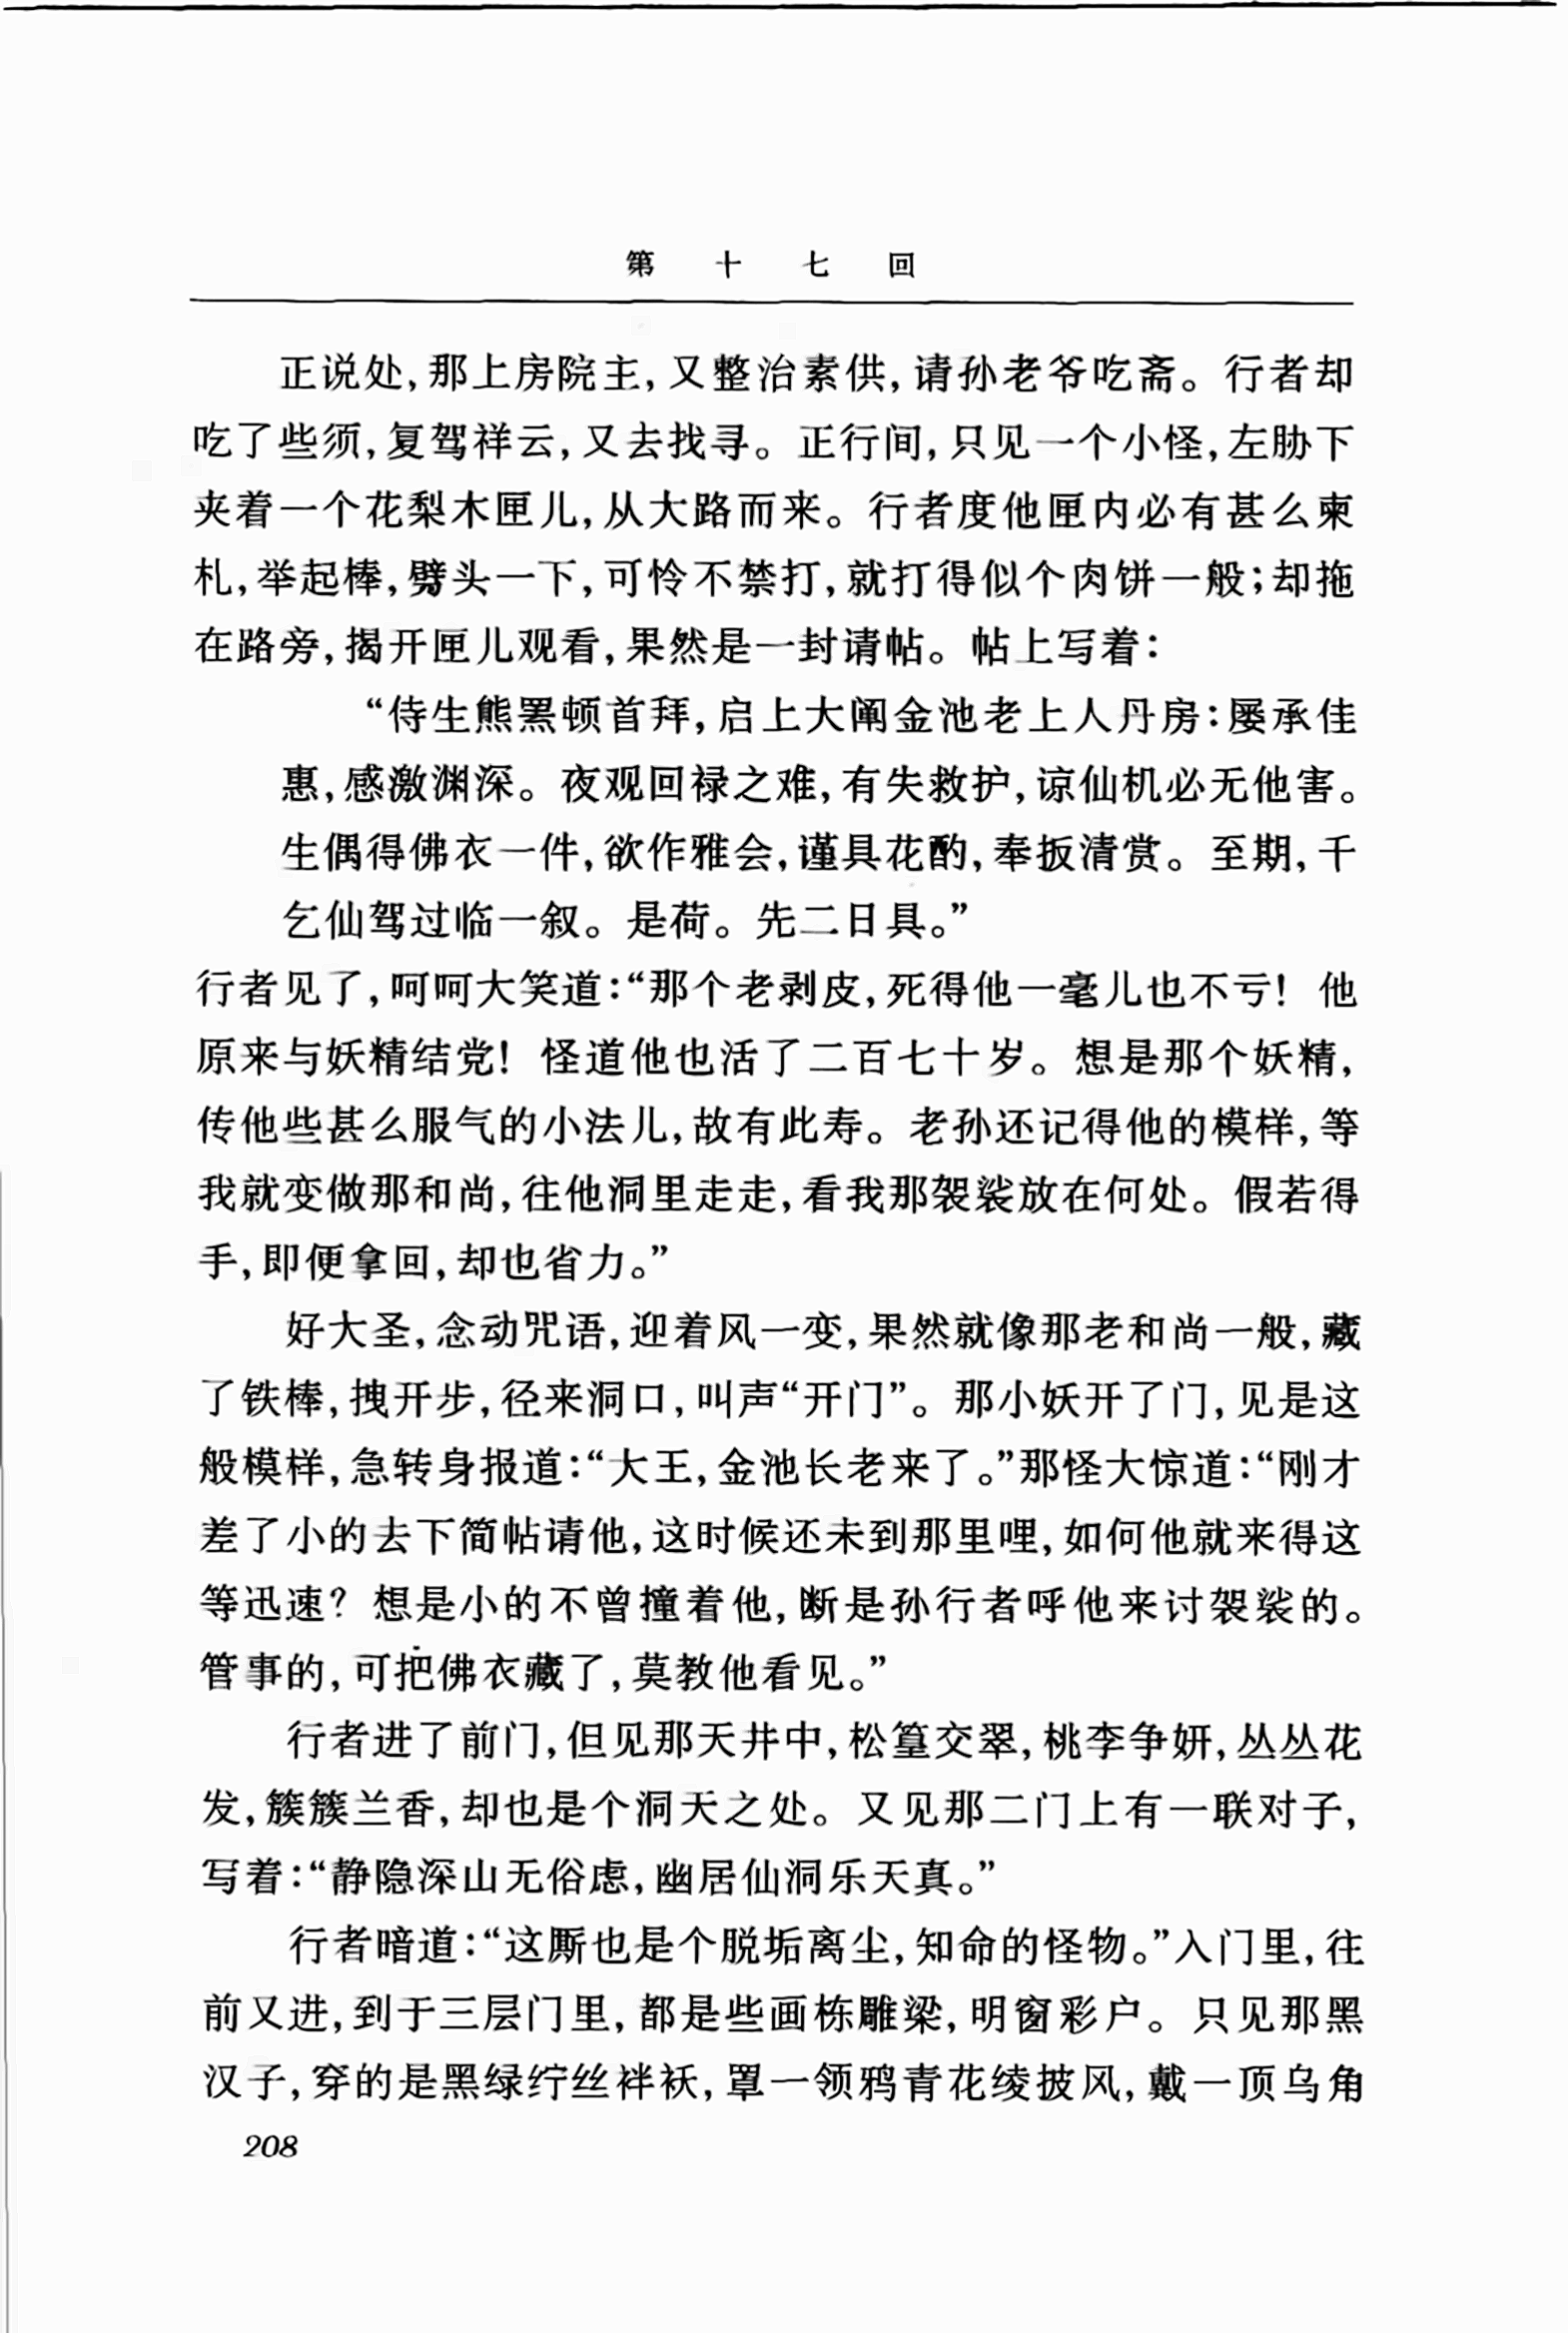 第十七回
正说处,那上房院主,又整治素供,请孙老爷吃斋。行者却
吃了些须,复驾祥云,又去找寻。正行间,只见一个小怪,左胁下
夹着一个花梨木匣儿,从大路而来。行者度他匣内必有甚么柬
札,举起棒,劈头一下,可怜不禁打,就打得似个肉饼一般;却拖
在路旁,揭开匣儿观看,果然是一封请帖。帖上写着:
“侍生熊罴顿首拜,启上大阐金池老上人丹房:屡承佳
惠,感激渊深。夜观回禄之难,有失救护,谅仙机必无他害。
生偶得佛衣一件,欲作雅会,谨具花酌,奉扳清赏。至期,千
乞仙驾过临一叙。是荷。先二日具。”
行者见了,呵呵大笑道:“那个老剥皮,死得他一毫儿也不亏! 他
原来与妖精结党! 怪道他也活了二百七十岁。想是那个妖精,
传他些甚么服气的小法儿,故有此寿。老孙还记得他的模样,等
我就变做那和尚,往他洞里走走,看我那袈裟放在何处。假若得
手,即便拿回,却也省力。”
好大圣,念动咒语,迎着风一变,果然就像那老和尚一般,藏
了铁棒,拽开步,径来洞口,叫声“开门”。那小妖开了门,见是这
般模样,急转身报道:“大王,金池长老来了。”那怪大惊道:“刚才
差了小的去下简帖请他,这时候还未到那里哩,如何他就来得这
等迅速? 想是小的不曾撞着他,断是孙行者呼他来讨袈裟的。
管事的,可把佛衣藏了,莫教他看见。”
行者进了前门,但见那天井中,松篁交翠,桃李争妍,丛丛花
发,簇簇兰香,却也是个洞天之处。又见那二门上有一联对子,
写着:“静隐深山无俗虑,幽居仙洞乐天真。”
行者暗道:“这厮也是个脱垢离尘,知命的怪物。”入门里,往
前又进,到于三层门里,都是些画栋雕梁,明窗彩户。只见那黑
汉子,穿的是黑绿纻丝袢袄,罩一领鸦青花绫披风,戴一顶乌角
208